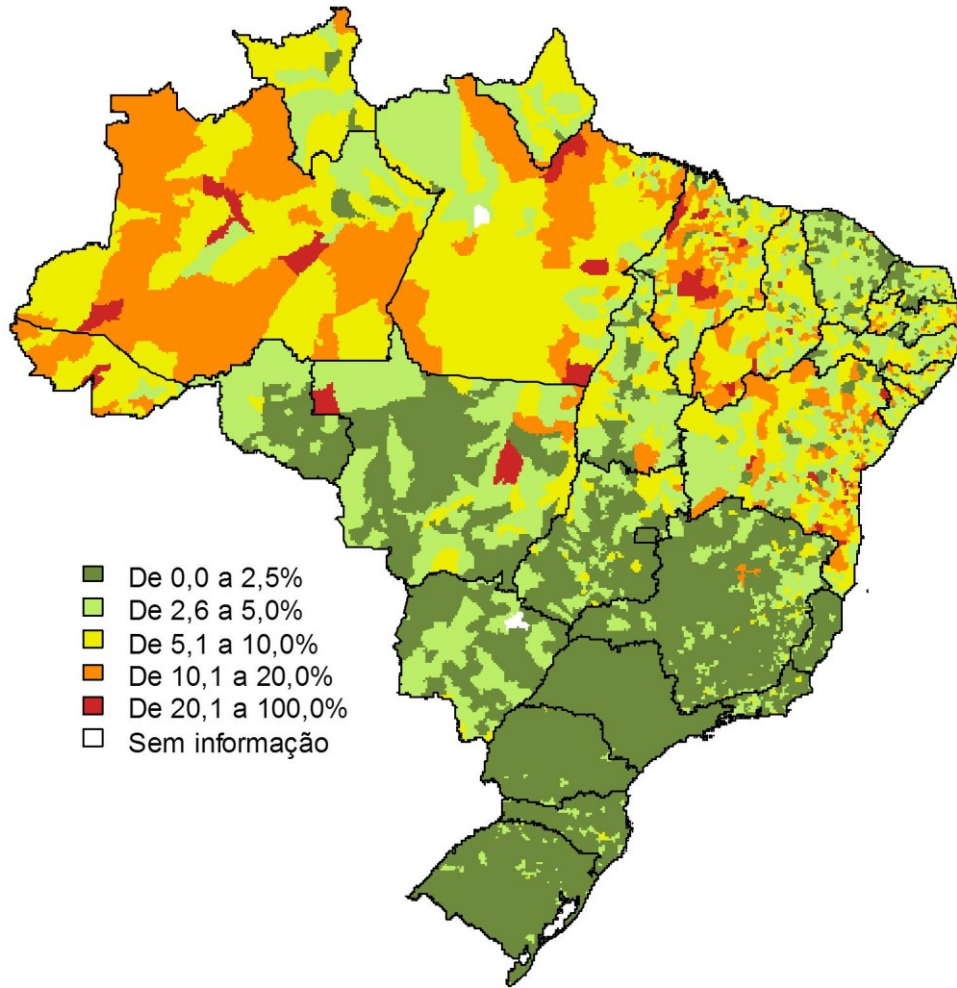 De 0,0 a 2,5%
De 2,6 a 5,0%
De 5,1 a 10,0%
De 10,1 a 20,0%
De 20,1 a 100,0%
Sem informação